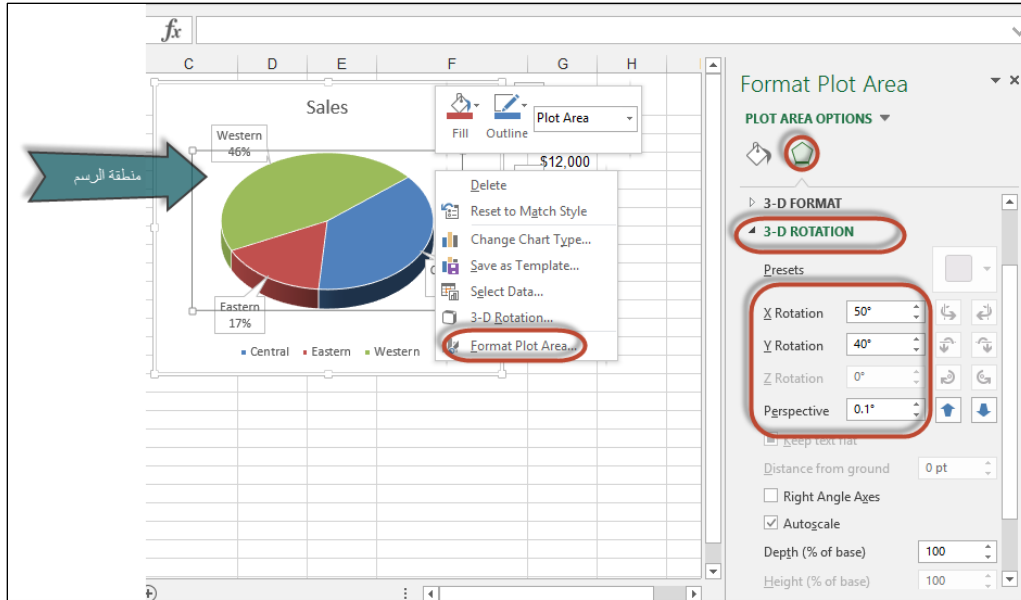 fx
C D E F G H
Sales
Western
46%
منطقة الرسم
Eastern
17%
Central Eastern Western
Fill Outline
Plot Area
$12,000
Delete
Reset to Match Style
Change Chart Type...
Save as Template...
Select Data...
3-D Rotation...
Format Plot Area...
Format Plot Area
PLOT AREA OPTIONS
3-D FORMAT
3-D ROTATION
Presets
X Rotation 50°
Y Rotation 40°
Z Rotation 0°
Perspective 0.1°
Keep text flat
Distance from ground 0 pt
Right Angle Axes
Autoscale
Depth (% of base) 100
Height (% of base) 100